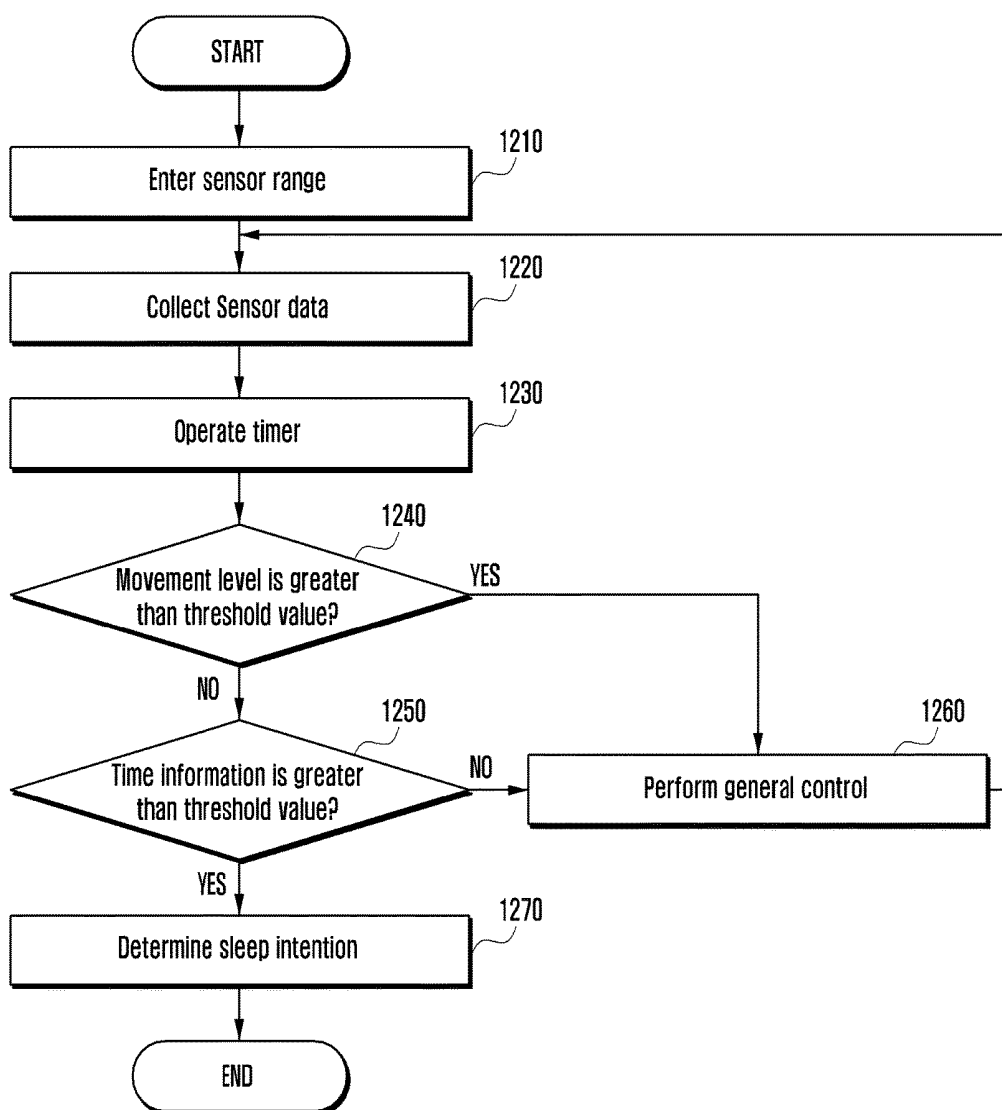 START
1210
Enter sensor range
1220
Collect Sensor data
1230
Operate timer
1240
Movement level is greater
than threshold value?
YES
NO
1250
Time information is greater
than threshold value?
NO
1260
Perform general control
YES
1270
Determine sleep intention
END